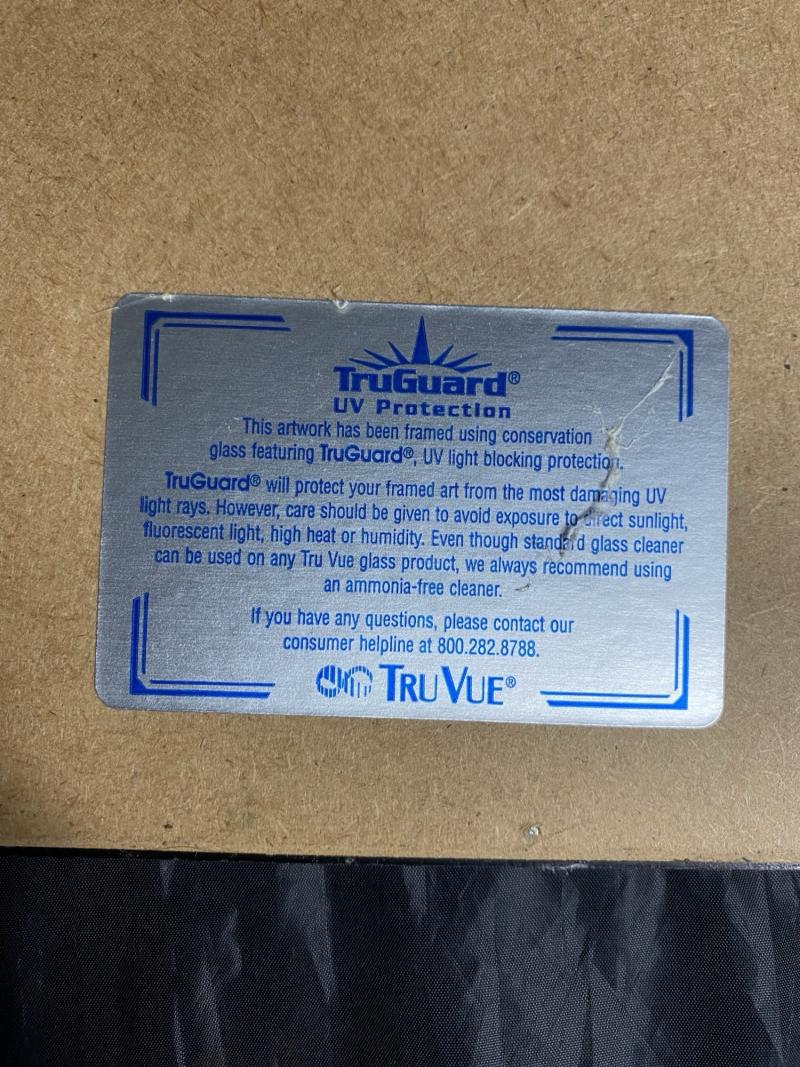 TruGuard®
UV Protection
This artwork has been framed using conservation
glass featuring TruGuard®, UV light blocking protection.
TruGuard® will protect your framed art from the most damaging UV
light rays. However, care should be given to avoid exposure to direct sunlight,
fluorescent light, high heat or humidity. Even though standard glass cleaner
can be used on any Tru Vue glass product, we always recommend using
an ammonia-free cleaner.
If you have any questions, please contact our
consumer helpline at 800.282.8788.
TRU VUE®